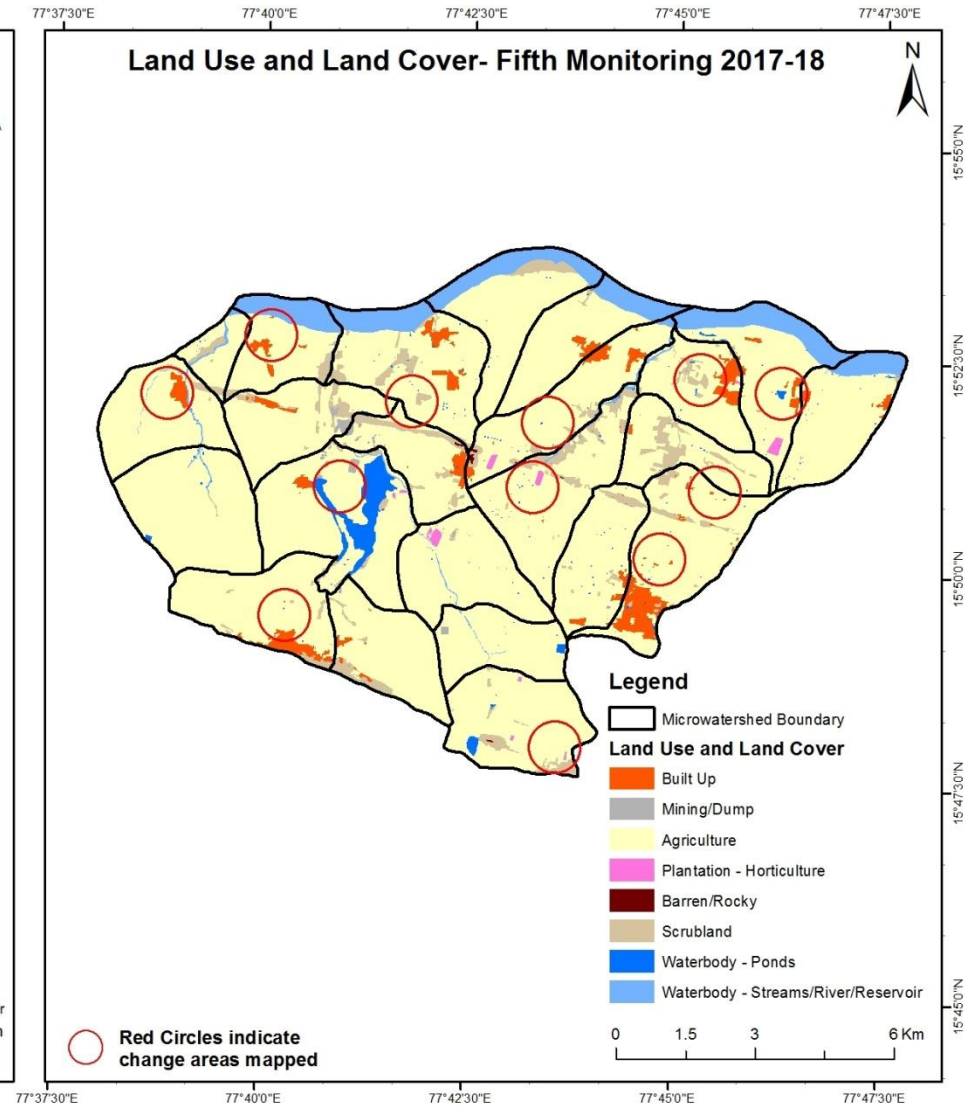 77°37'30"E 77°40'0"E 77°42'30"E 77°45'0"E 77°47'30"E
Land Use and Land Cover- Fifth Monitoring 2017-18
N
15°55'0"N
15°52'30"N
15°50'0"N
15°47'30"N
15°45'0"N
Legend
Microwatershed Boundary
Land Use and Land Cover
Built Up
Mining/Dump
Agriculture
Plantation - Horticulture
Barren/Rocky
Scrubland
Waterbody - Ponds
Waterbody - Streams/River/Reservoir
0 1.5 3 6 Km
Red Circles indicate
change areas mapped
77°37'30"E 77°40'0"E 77°42'30"E 77°45'0"E 77°47'30"E